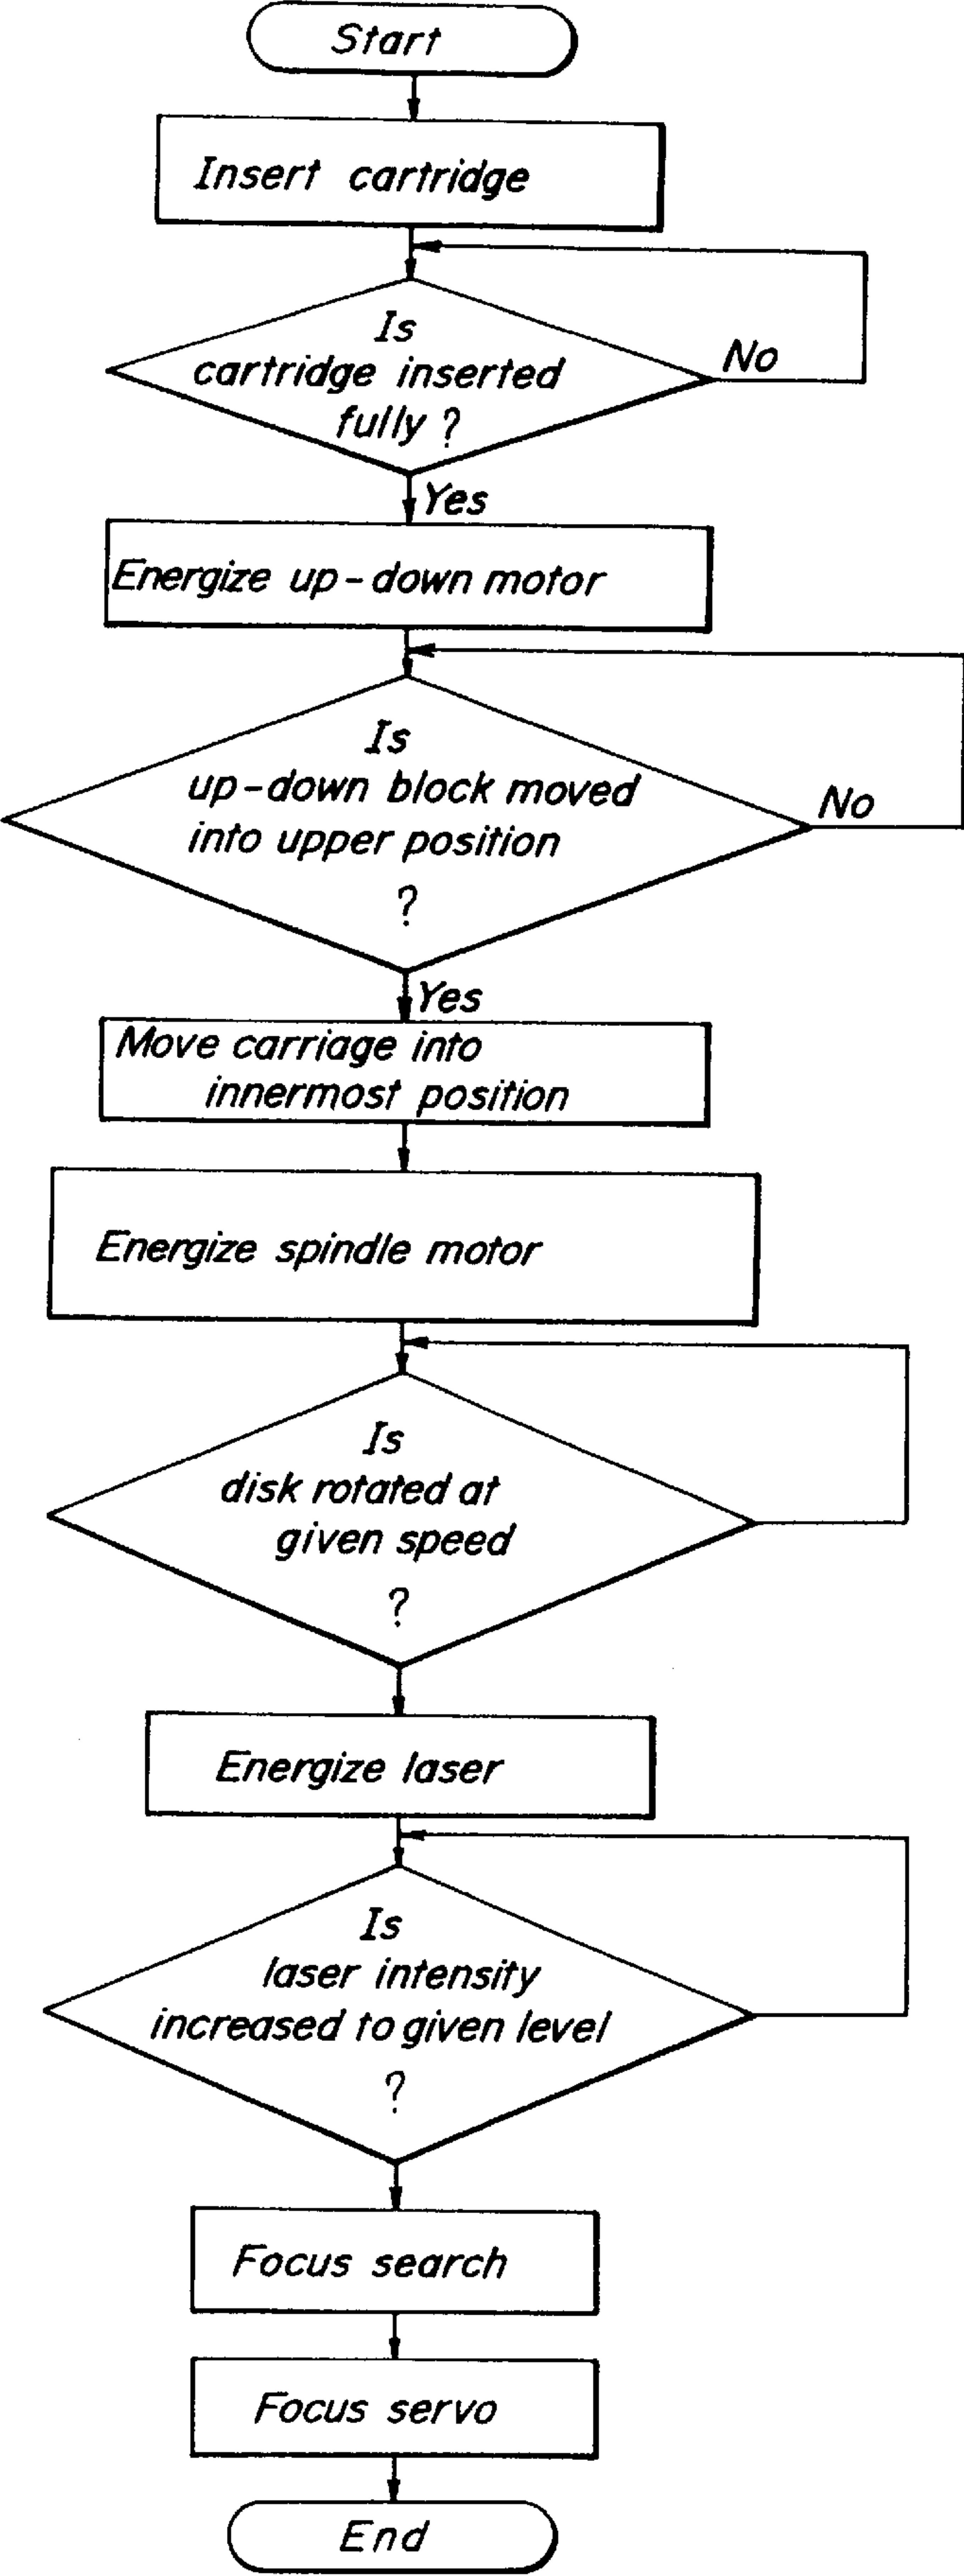 Start
Insert cartridge
Is
cartridge inserted
fully ?
No
Yes
Energize up-down motor
Is
up-down block moved
into upper position
?
No
Yes
Move carriage into
innermost position
Energize spindle motor
Is
disk rotated at
given speed
?
Energize laser
Is
laser intensity
increased to given level
?
Focus search
Focus servo
End